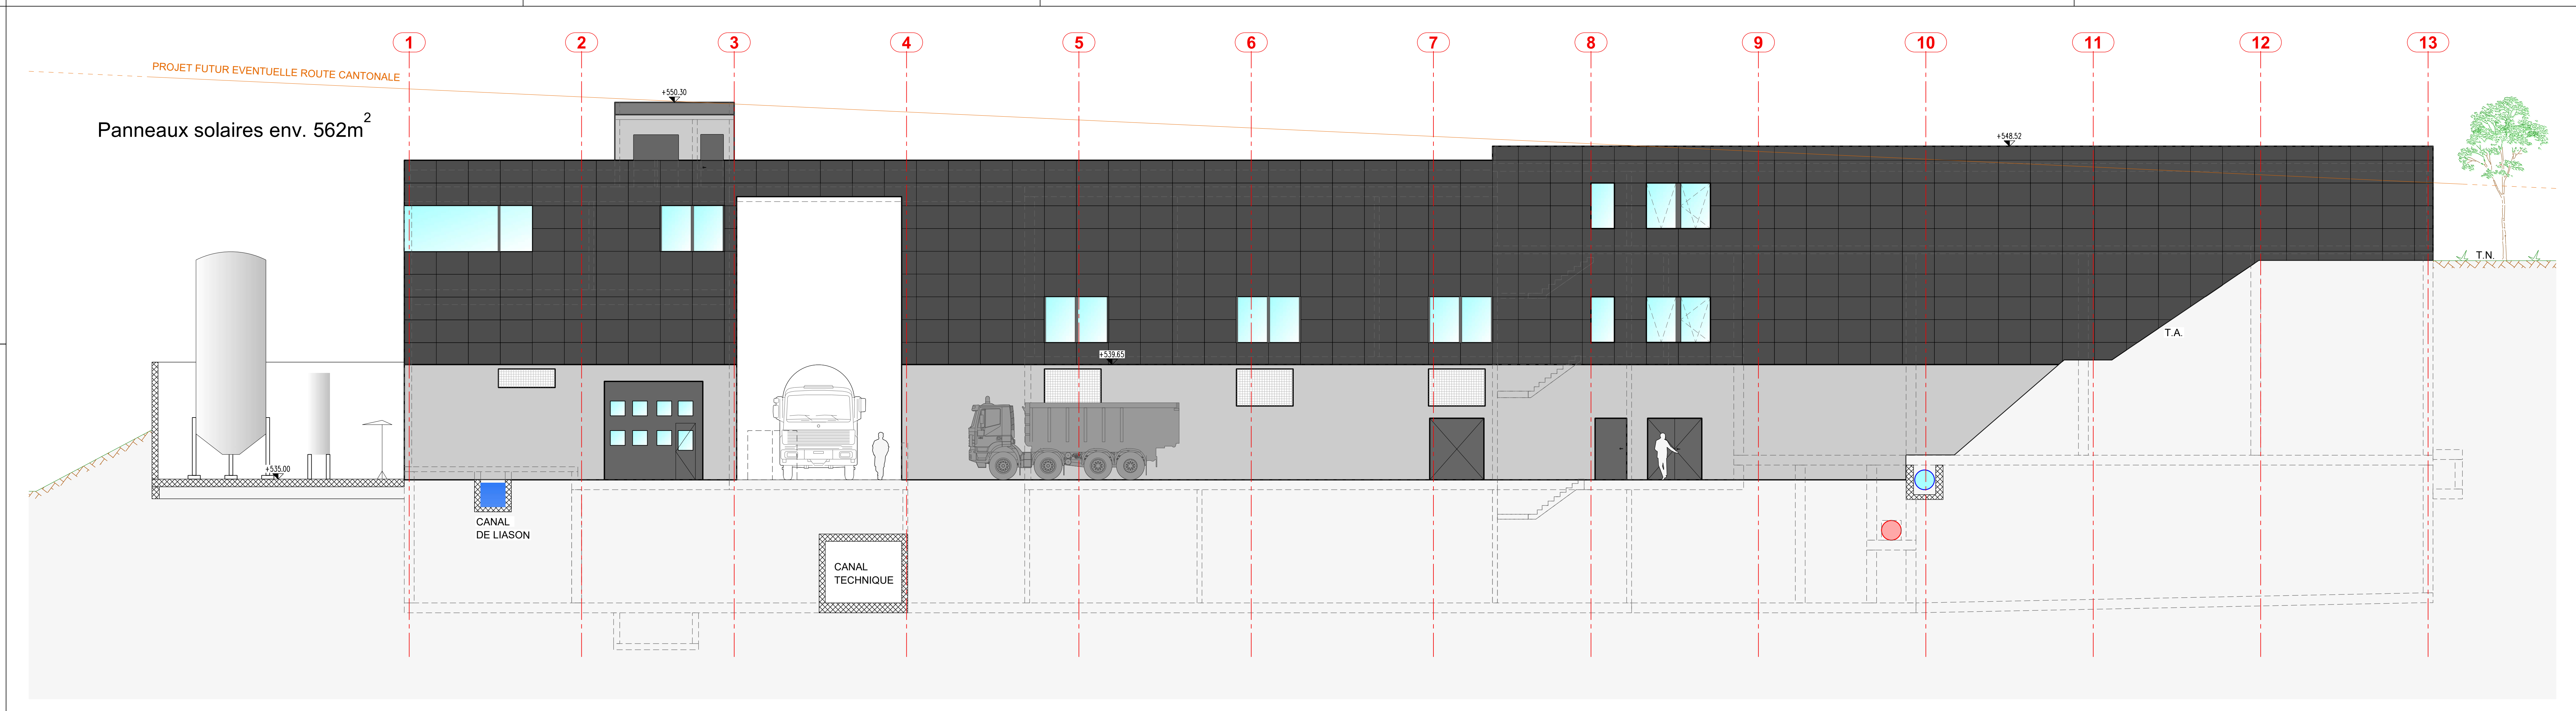 1 2 3 4 5 6 7 8 9 10 11 12 13
PROJET FUTUR EVENTUELLE ROUTE CANTONALE
+550.30
Panneaux solaires env. 562m²
+548.52
T.N.
T.A.
+539.65
+535.00
CANAL
DE LIASON
CANAL
TECHNIQUE